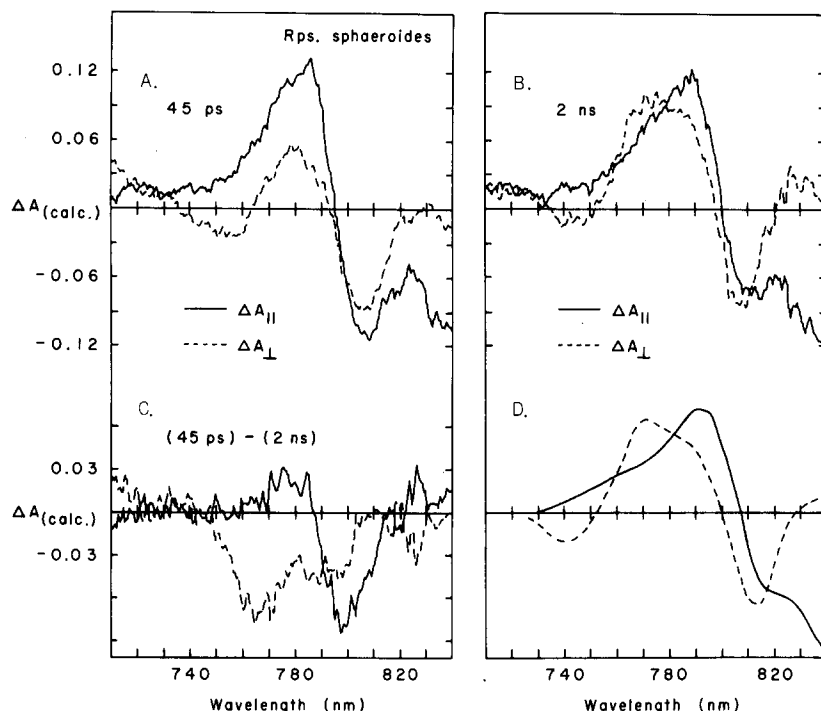 Rps. sphaeroides
A.
45 ps
0.12
0.06
ΔA(calc.)
-0.06
-0.12
ΔA||
ΔA⊥
B.
2 ns
ΔA||
ΔA⊥
C.
(45 ps) - (2 ns)
0.03
ΔA(calc.)
-0.03
740 780 820
Wavelength (nm)
D.
740 780 820
Wavelength (nm)